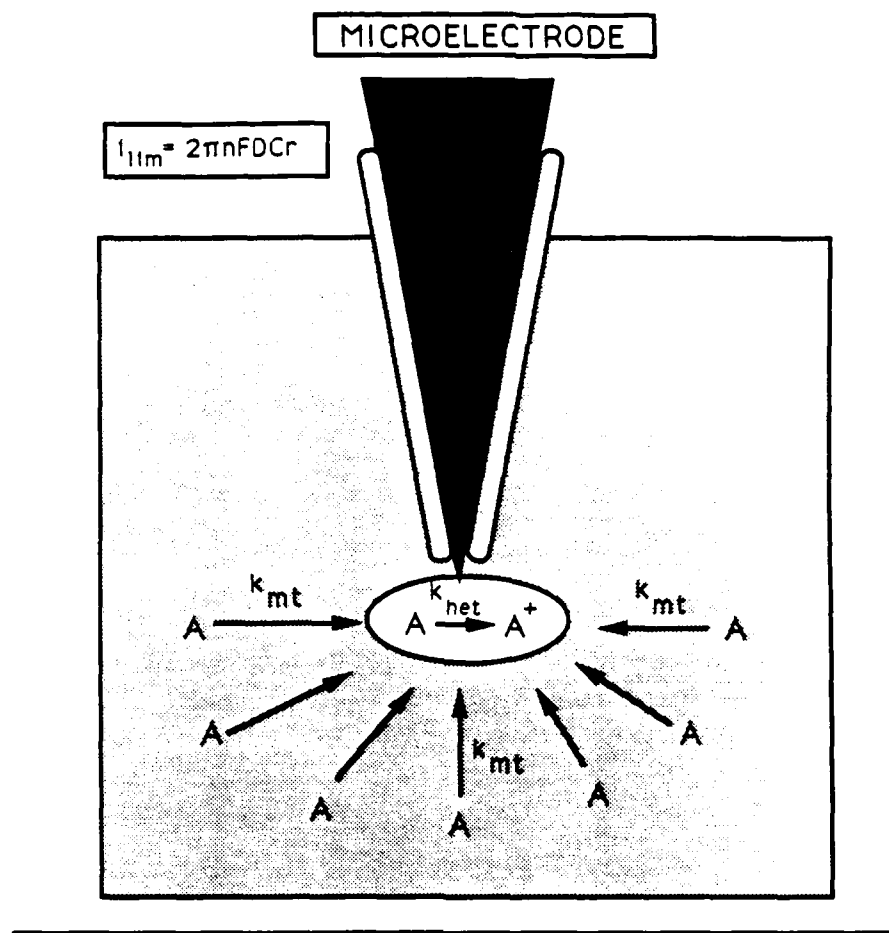 MICROELECTRODE
i_lim = 2πnFDCr
k_mt
k_het
k_mt
A
A → A⁺
A
A
A
k_mt
A
A
A